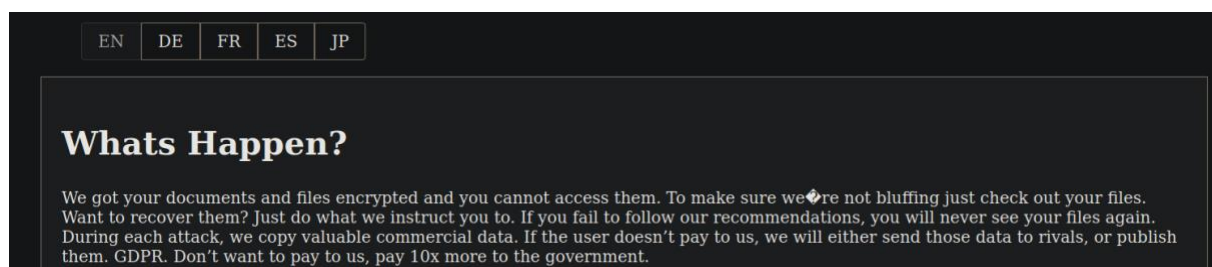 EN DE FR ES JP
Whats Happen?
We got your documents and files encrypted and you cannot access them. To make sure we�re not bluffing just check out your files.
Want to recover them? Just do what we instruct you to. If you fail to follow our recommendations, you will never see your files again.
During each attack, we copy valuable commercial data. If the user doesn’t pay to us, we will either send those data to rivals, or publish
them. GDPR. Don’t want to pay to us, pay 10x more to the government.